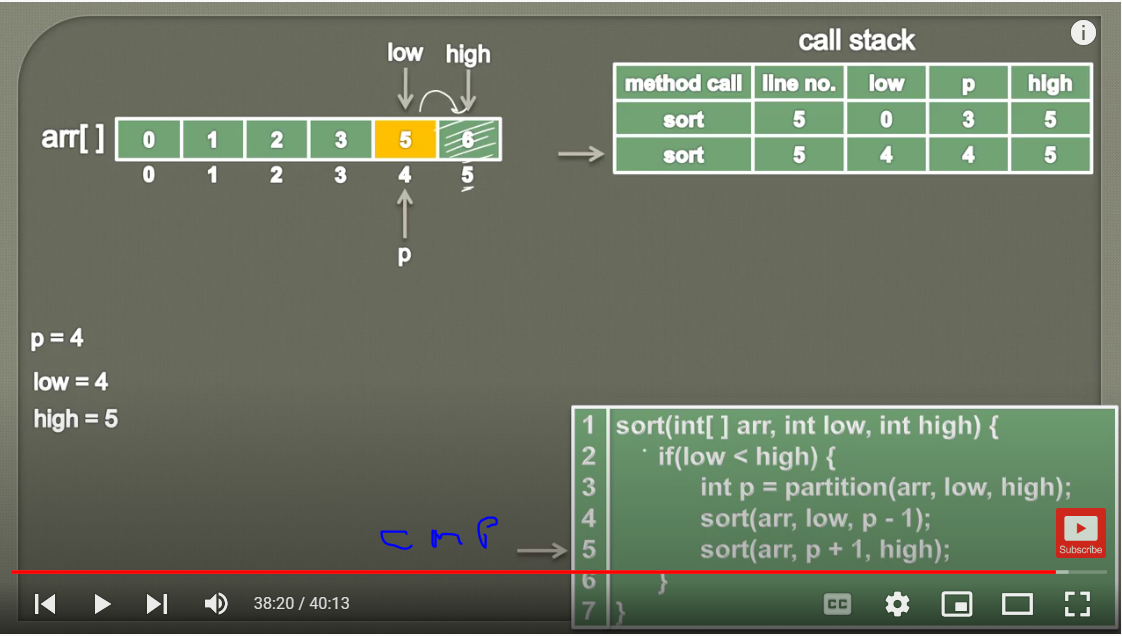 call stack
low high
method call line no. low p high
sort 5 0 3 5
sort 5 4 4 5
arr[ ] 0 1 2 3 5 6
0 1 2 3 4 5
p
p = 4
low = 4
high = 5
1 sort(int[ ] arr, int low, int high) {
2 if(low < high) {
3 int p = partition(arr, low, high);
4 sort(arr, low, p - 1);
5 sort(arr, p + 1, high);
6 }
7 }
Subscribe
38:20 / 40:13
CC